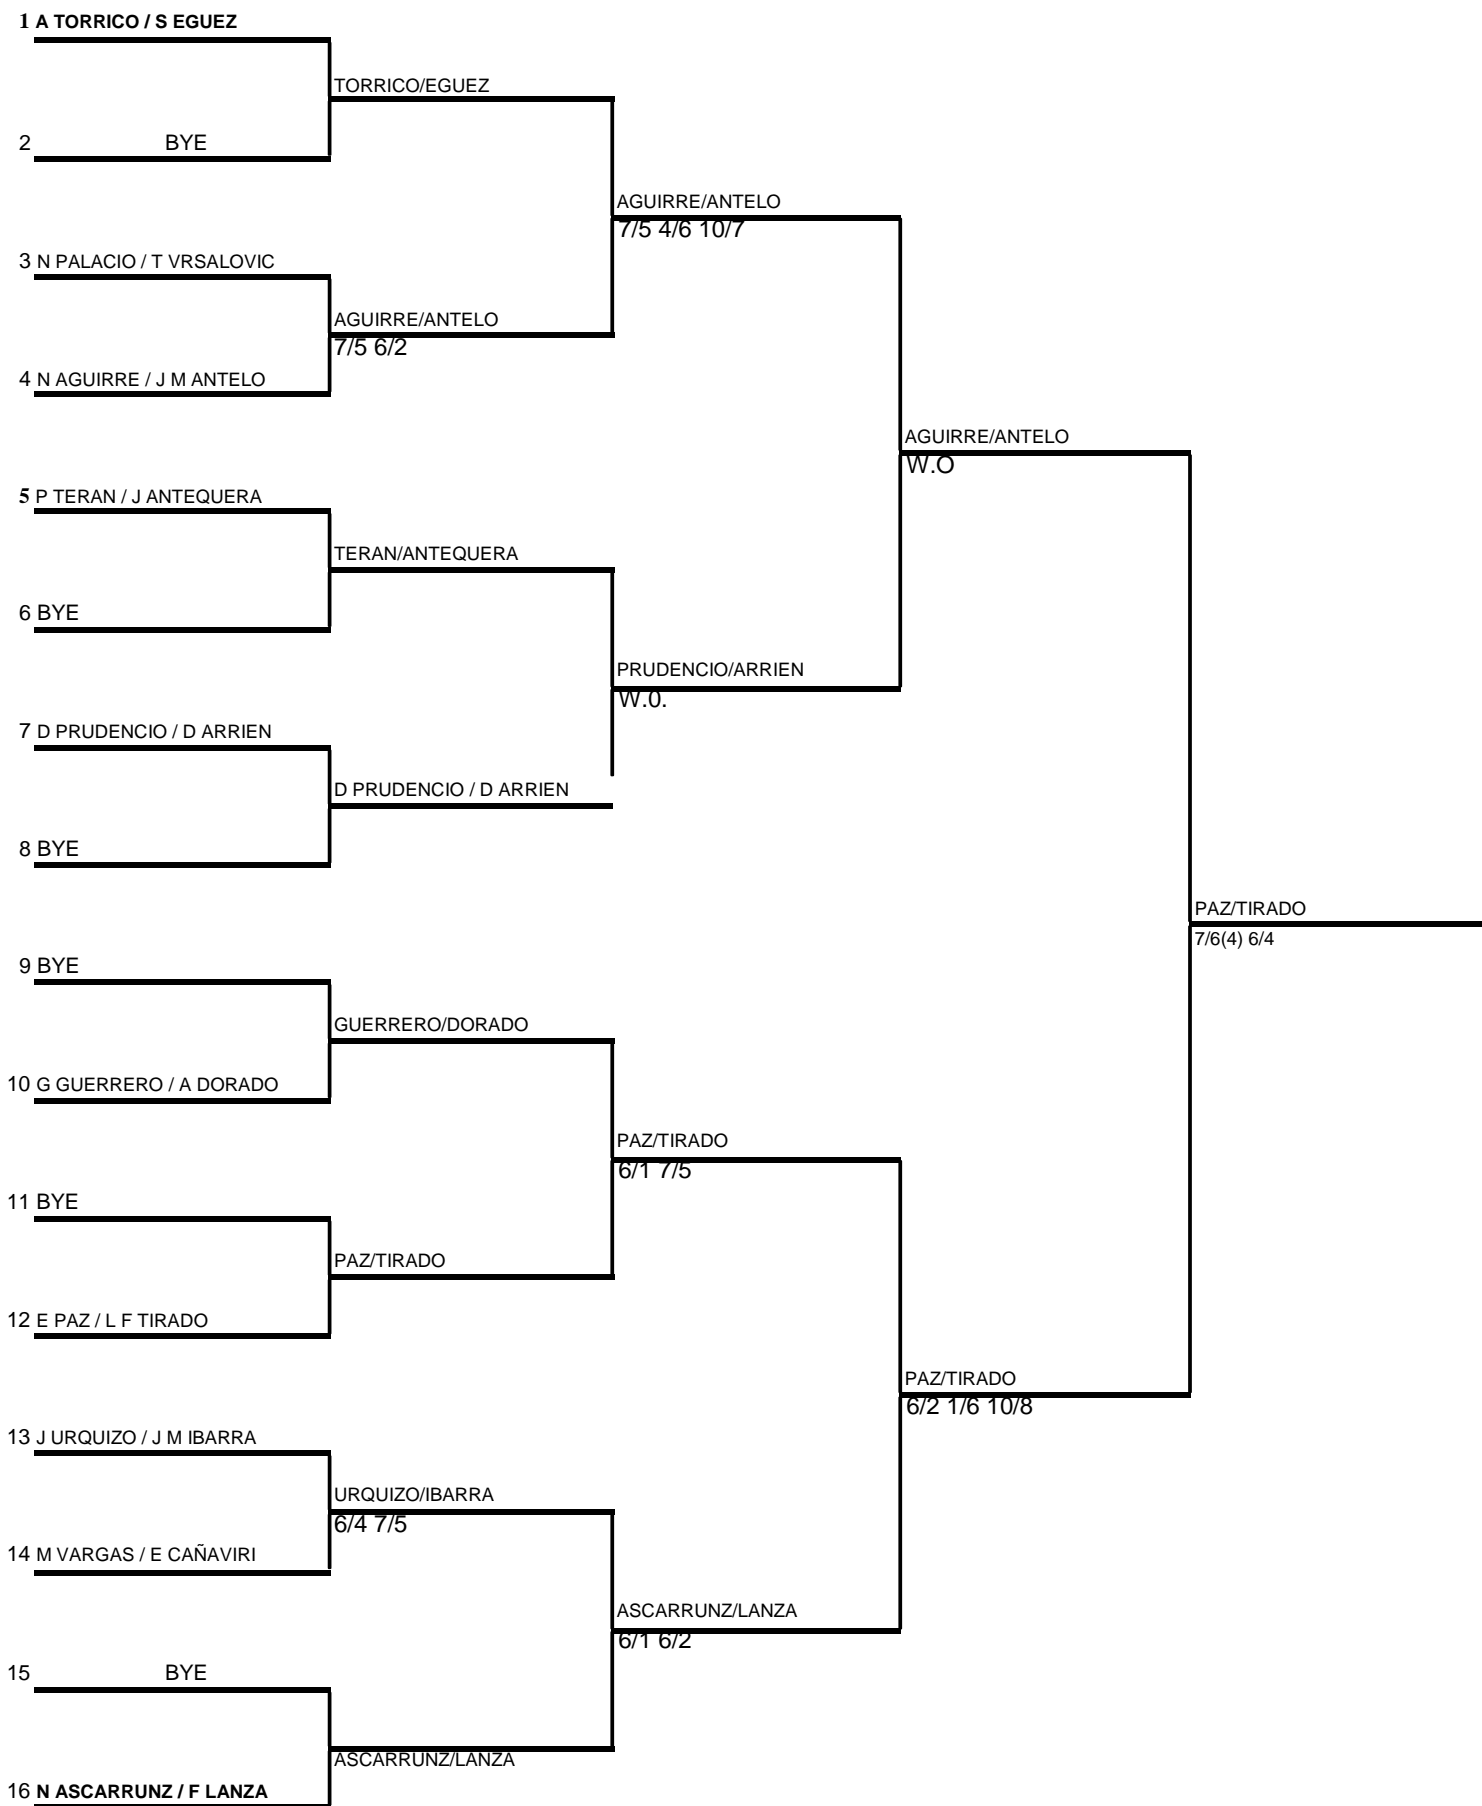 1 A TORRICO / S EGUEZ
TORRICO/EGUEZ
2 BYE
AGUIRRE/ANTELO
7/5 4/6 10/7
3 N PALACIO / T VRSALOVIC
AGUIRRE/ANTELO
7/5 6/2
4 N AGUIRRE / J M ANTELO
AGUIRRE/ANTELO
W.O
5 P TERAN / J ANTEQUERA
TERAN/ANTEQUERA
6 BYE
PRUDENCIO/ARRIEN
W.0.
7 D PRUDENCIO / D ARRIEN
D PRUDENCIO / D ARRIEN
8 BYE
PAZ/TIRADO
7/6(4) 6/4
9 BYE
GUERRERO/DORADO
10 G GUERRERO / A DORADO
PAZ/TIRADO
6/1 7/5
11 BYE
PAZ/TIRADO
12 E PAZ / L F TIRADO
PAZ/TIRADO
6/2 1/6 10/8
13 J URQUIZO / J M IBARRA
URQUIZO/IBARRA
6/4 7/5
14 M VARGAS / E CAÑAVIRI
ASCARRUNZ/LANZA
6/1 6/2
15 BYE
ASCARRUNZ/LANZA
16 N ASCARRUNZ / F LANZA